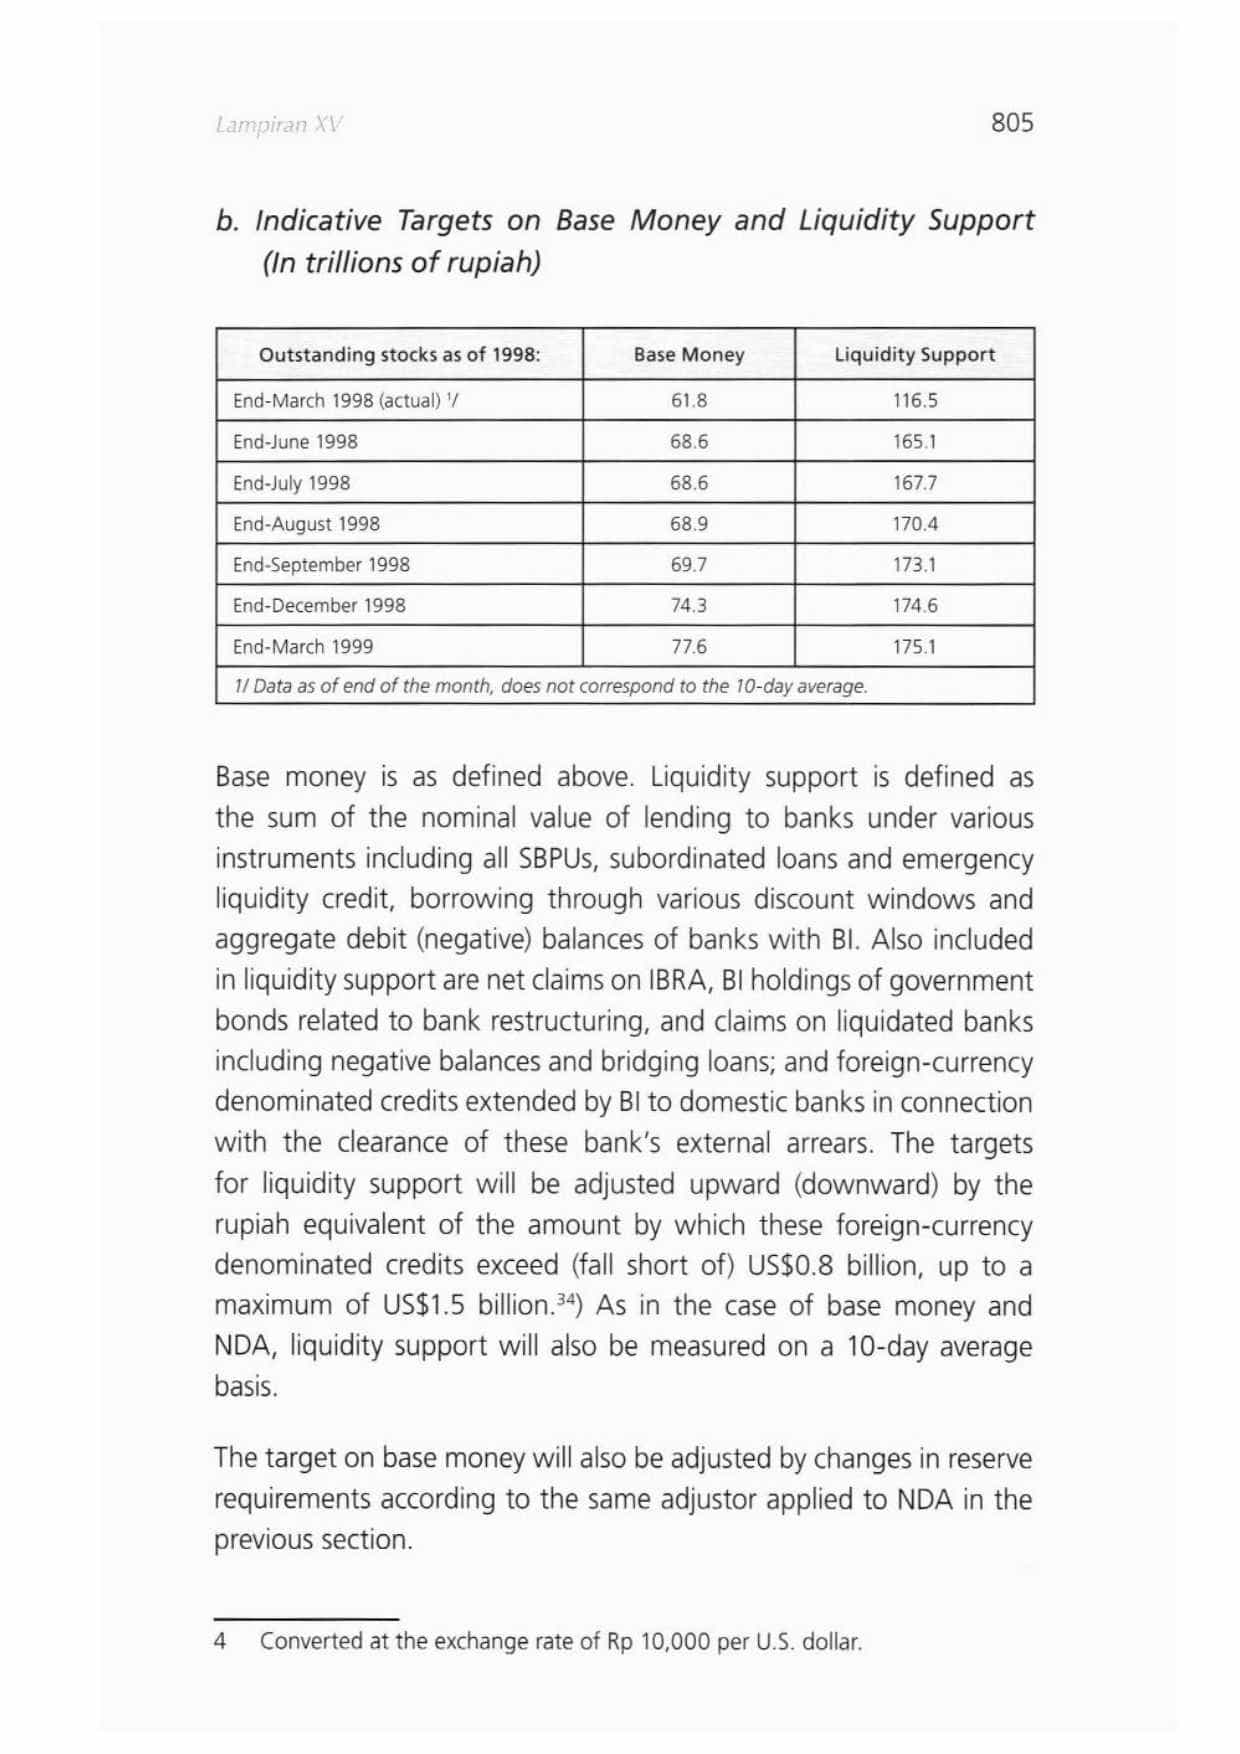 Lampiran XV 805
b. Indicative Targets on Base Money and Liquidity Support
(In trillions of rupiah)
Outstanding stocks as of 1998: Base Money Liquidity Support
End-March 1998 (actual) ¹/ 61.8 116.5
End-June 1998 68.6 165.1
End-July 1998 68.6 167.7
End-August 1998 68.9 170.4
End-September 1998 69.7 173.1
End-December 1998 74.3 174.6
End-March 1999 77.6 175.1
1/ Data as of end of the month, does not correspond to the 10-day average.
Base money is as defined above. Liquidity support is defined as
the sum of the nominal value of lending to banks under various
instruments including all SBPUs, subordinated loans and emergency
liquidity credit, borrowing through various discount windows and
aggregate debit (negative) balances of banks with BI. Also included
in liquidity support are net claims on IBRA, BI holdings of government
bonds related to bank restructuring, and claims on liquidated banks
including negative balances and bridging loans; and foreign-currency
denominated credits extended by BI to domestic banks in connection
with the clearance of these bank's external arrears. The targets
for liquidity support will be adjusted upward (downward) by the
rupiah equivalent of the amount by which these foreign-currency
denominated credits exceed (fall short of) US$0.8 billion, up to a
maximum of US$1.5 billion.³⁴) As in the case of base money and
NDA, liquidity support will also be measured on a 10-day average
basis.
The target on base money will also be adjusted by changes in reserve
requirements according to the same adjustor applied to NDA in the
previous section.
4 Converted at the exchange rate of Rp 10,000 per U.S. dollar.